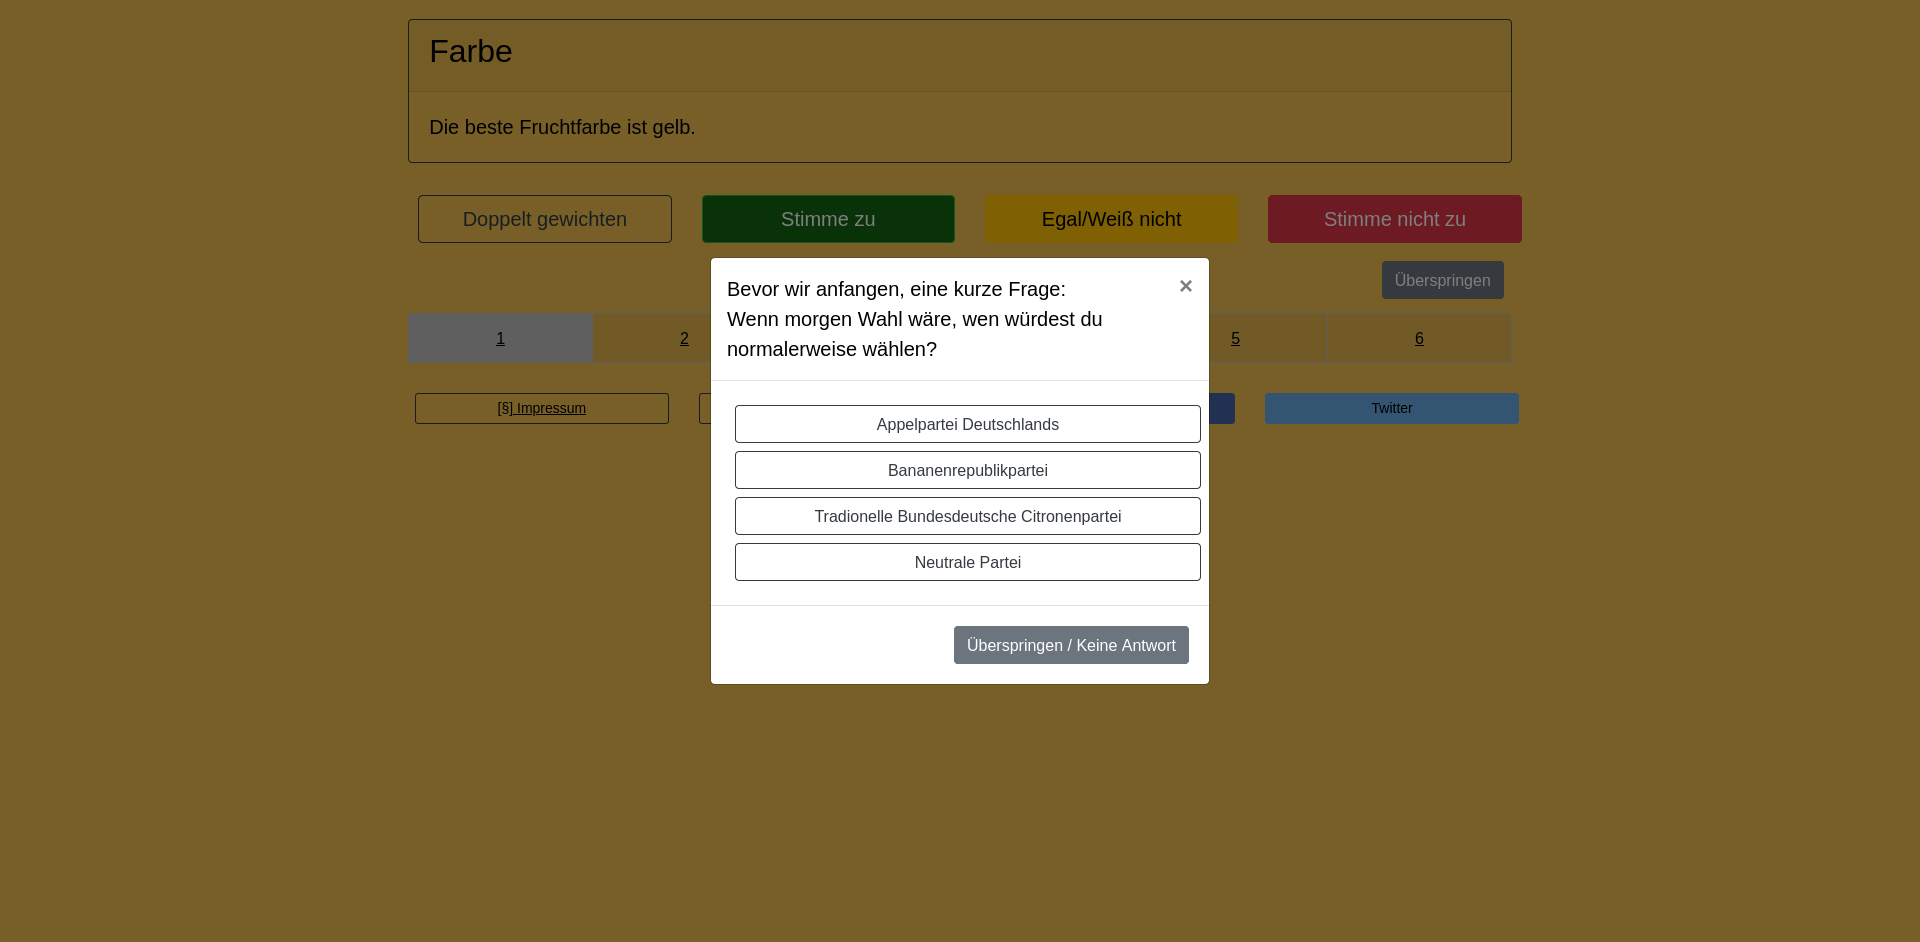 Farbe
Die beste Fruchtfarbe ist gelb.
Doppelt gewichten
Stimme zu
Egal/Weiß nicht
Stimme nicht zu
Überspringen
1
2
5
6
[§] Impressum
Twitter
Bevor wir anfangen, eine kurze Frage:
Wenn morgen Wahl wäre, wen würdest du
normalerweise wählen?
×
Appelpartei Deutschlands
Bananenrepublikpartei
Tradionelle Bundesdeutsche Citronenpartei
Neutrale Partei
Überspringen / Keine Antwort